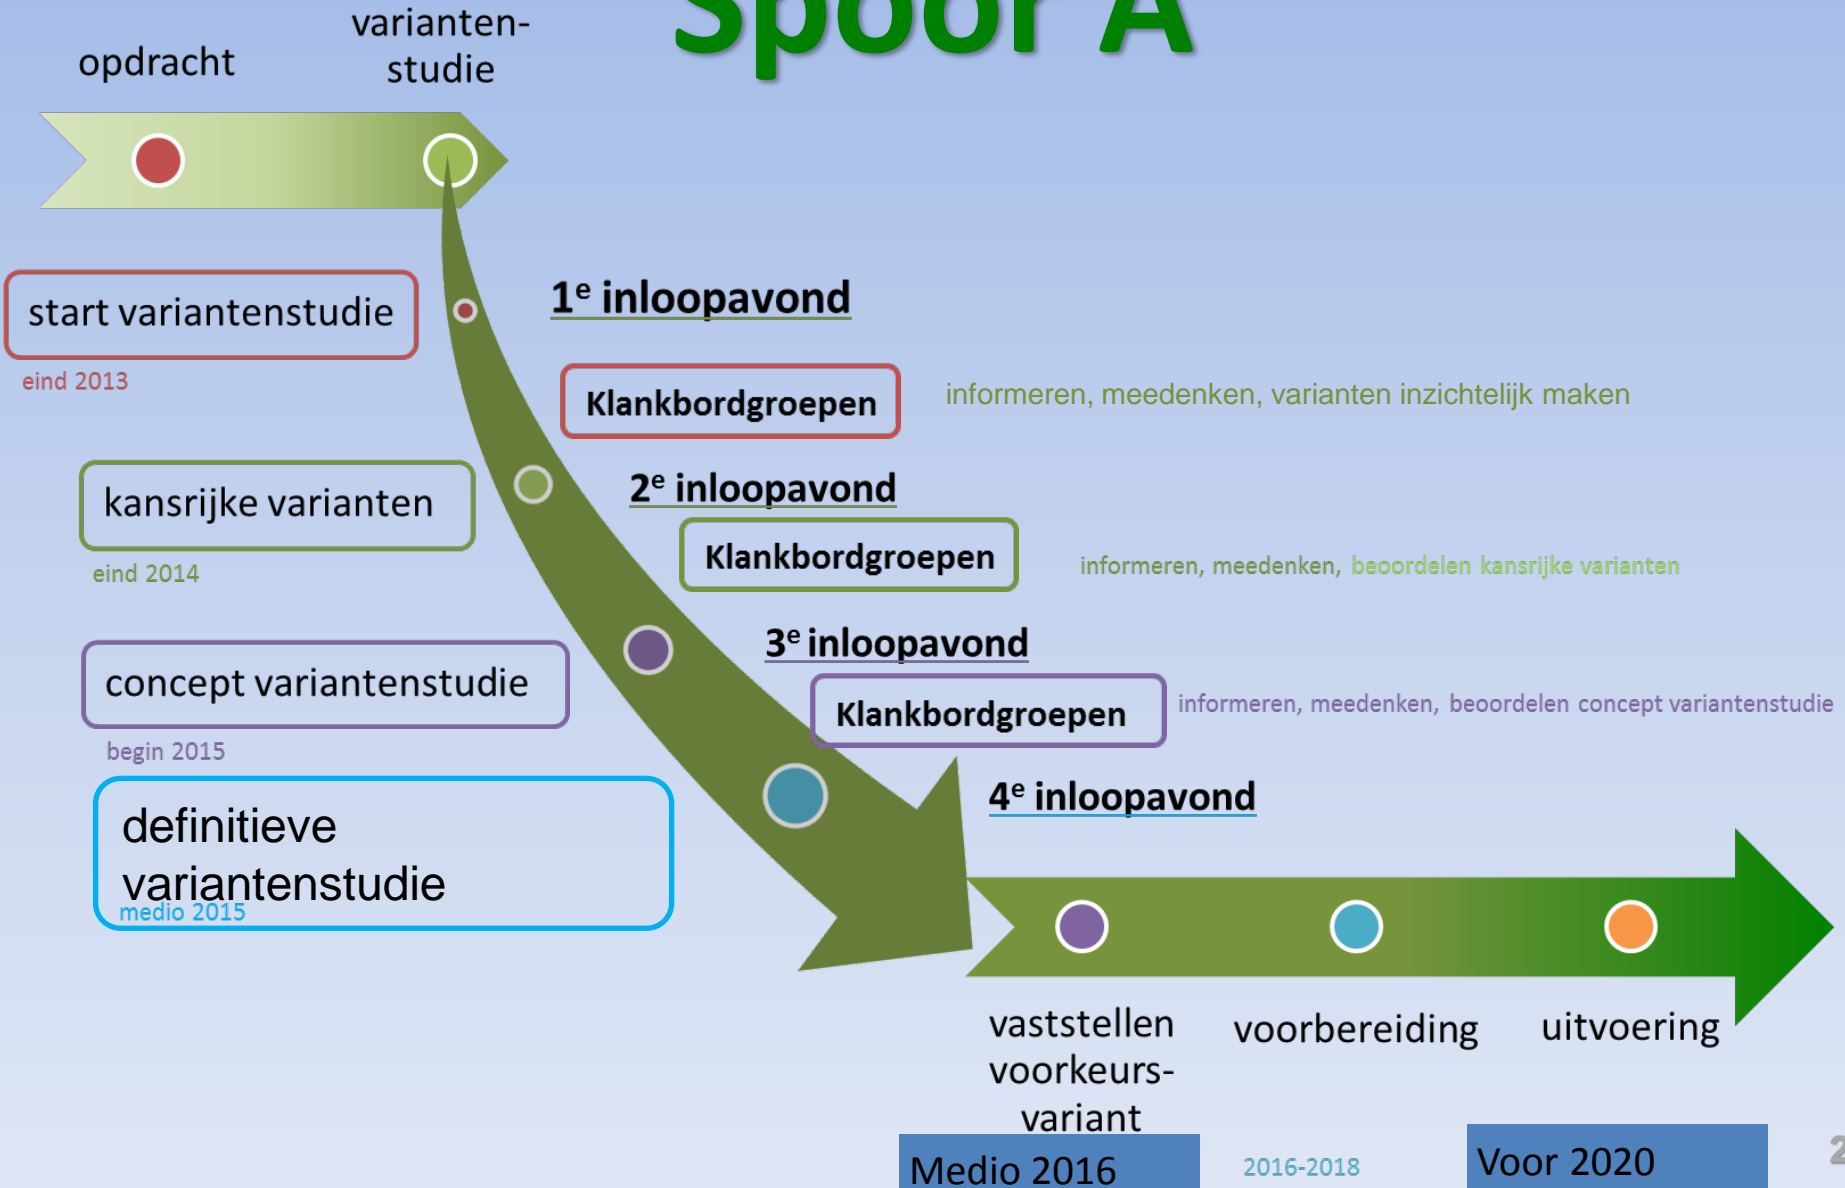 Spoor A
opdracht
varianten-
studie
start variantenstudie
eind 2013
1e inloopavond
Klankbordgroepen
informeren, meedenken, varianten inzichtelijk maken
kansrijke varianten
eind 2014
2e inloopavond
Klankbordgroepen
informeren, meedenken, beoordelen kansrijke varianten
concept variantenstudie
begin 2015
3e inloopavond
Klankbordgroepen
informeren, meedenken, beoordelen concept variantenstudie
definitieve
variantenstudie
medio 2015
4e inloopavond
vaststellen
voorkeurs-
variant
voorbereiding
uitvoering
Medio 2016
2016-2018
Voor 2020